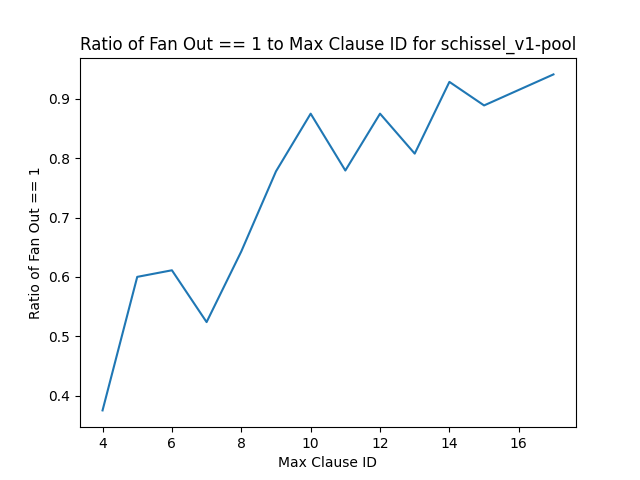 Ratio of Fan Out == 1 to Max Clause ID for schissel_v1-pool
0.9
0.8
0.7
0.6
0.5
0.4
Ratio of Fan Out == 1
4 6 8 10 12 14 16
Max Clause ID